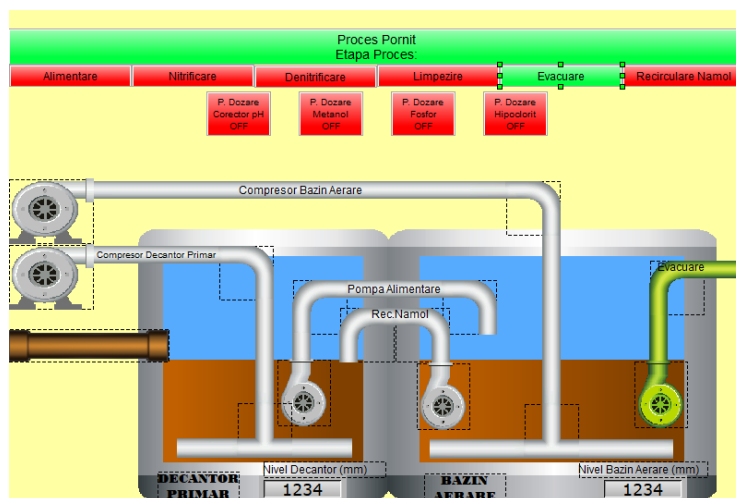 Proces Pornit
Etapa Proces:
Alimentare
Nitrificare
Denitrificare
Limpezire
Evacuare
Recirculare Namol
P. Dozare
Corector pH
OFF
P. Dozare
Metanol
OFF
P. Dozare
Fosfor
OFF
P. Dozare
Hipoclorit
OFF
Compresor Bazin Aerare
Compresor Decantor Primar
Evacuare
Pompa Alimentare
Rec.Namol
Nivel Decantor (mm)
Nivel Bazin Aerare (mm)
DECANTOR
PRIMAR
1234
BAZIN
AERARE
1234